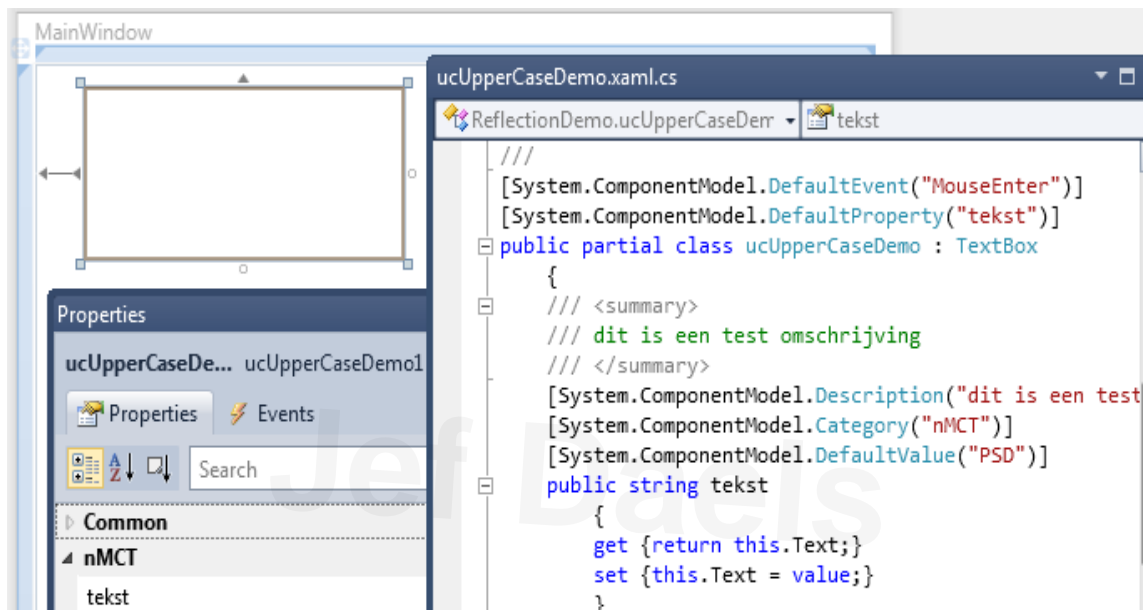 MainWindow
Properties
ucUpperCaseDe... ucUpperCaseDemo1
Properties Events
Search
Common
nMCT
tekst
ucUpperCaseDemo.xaml.cs
ReflectionDemo.ucUpperCaseDem tekst
///
[System.ComponentModel.DefaultEvent("MouseEnter")]
[System.ComponentModel.DefaultProperty("tekst")]
public partial class ucUpperCaseDemo : TextBox
{
/// <summary>
/// dit is een test omschrijving
/// </summary>
[System.ComponentModel.Description("dit is een test
[System.ComponentModel.Category("nMCT")]
[System.ComponentModel.DefaultValue("PSD")]
public string tekst
{
get {return this.Text;}
set {this.Text = value;}
}
Jef Daels